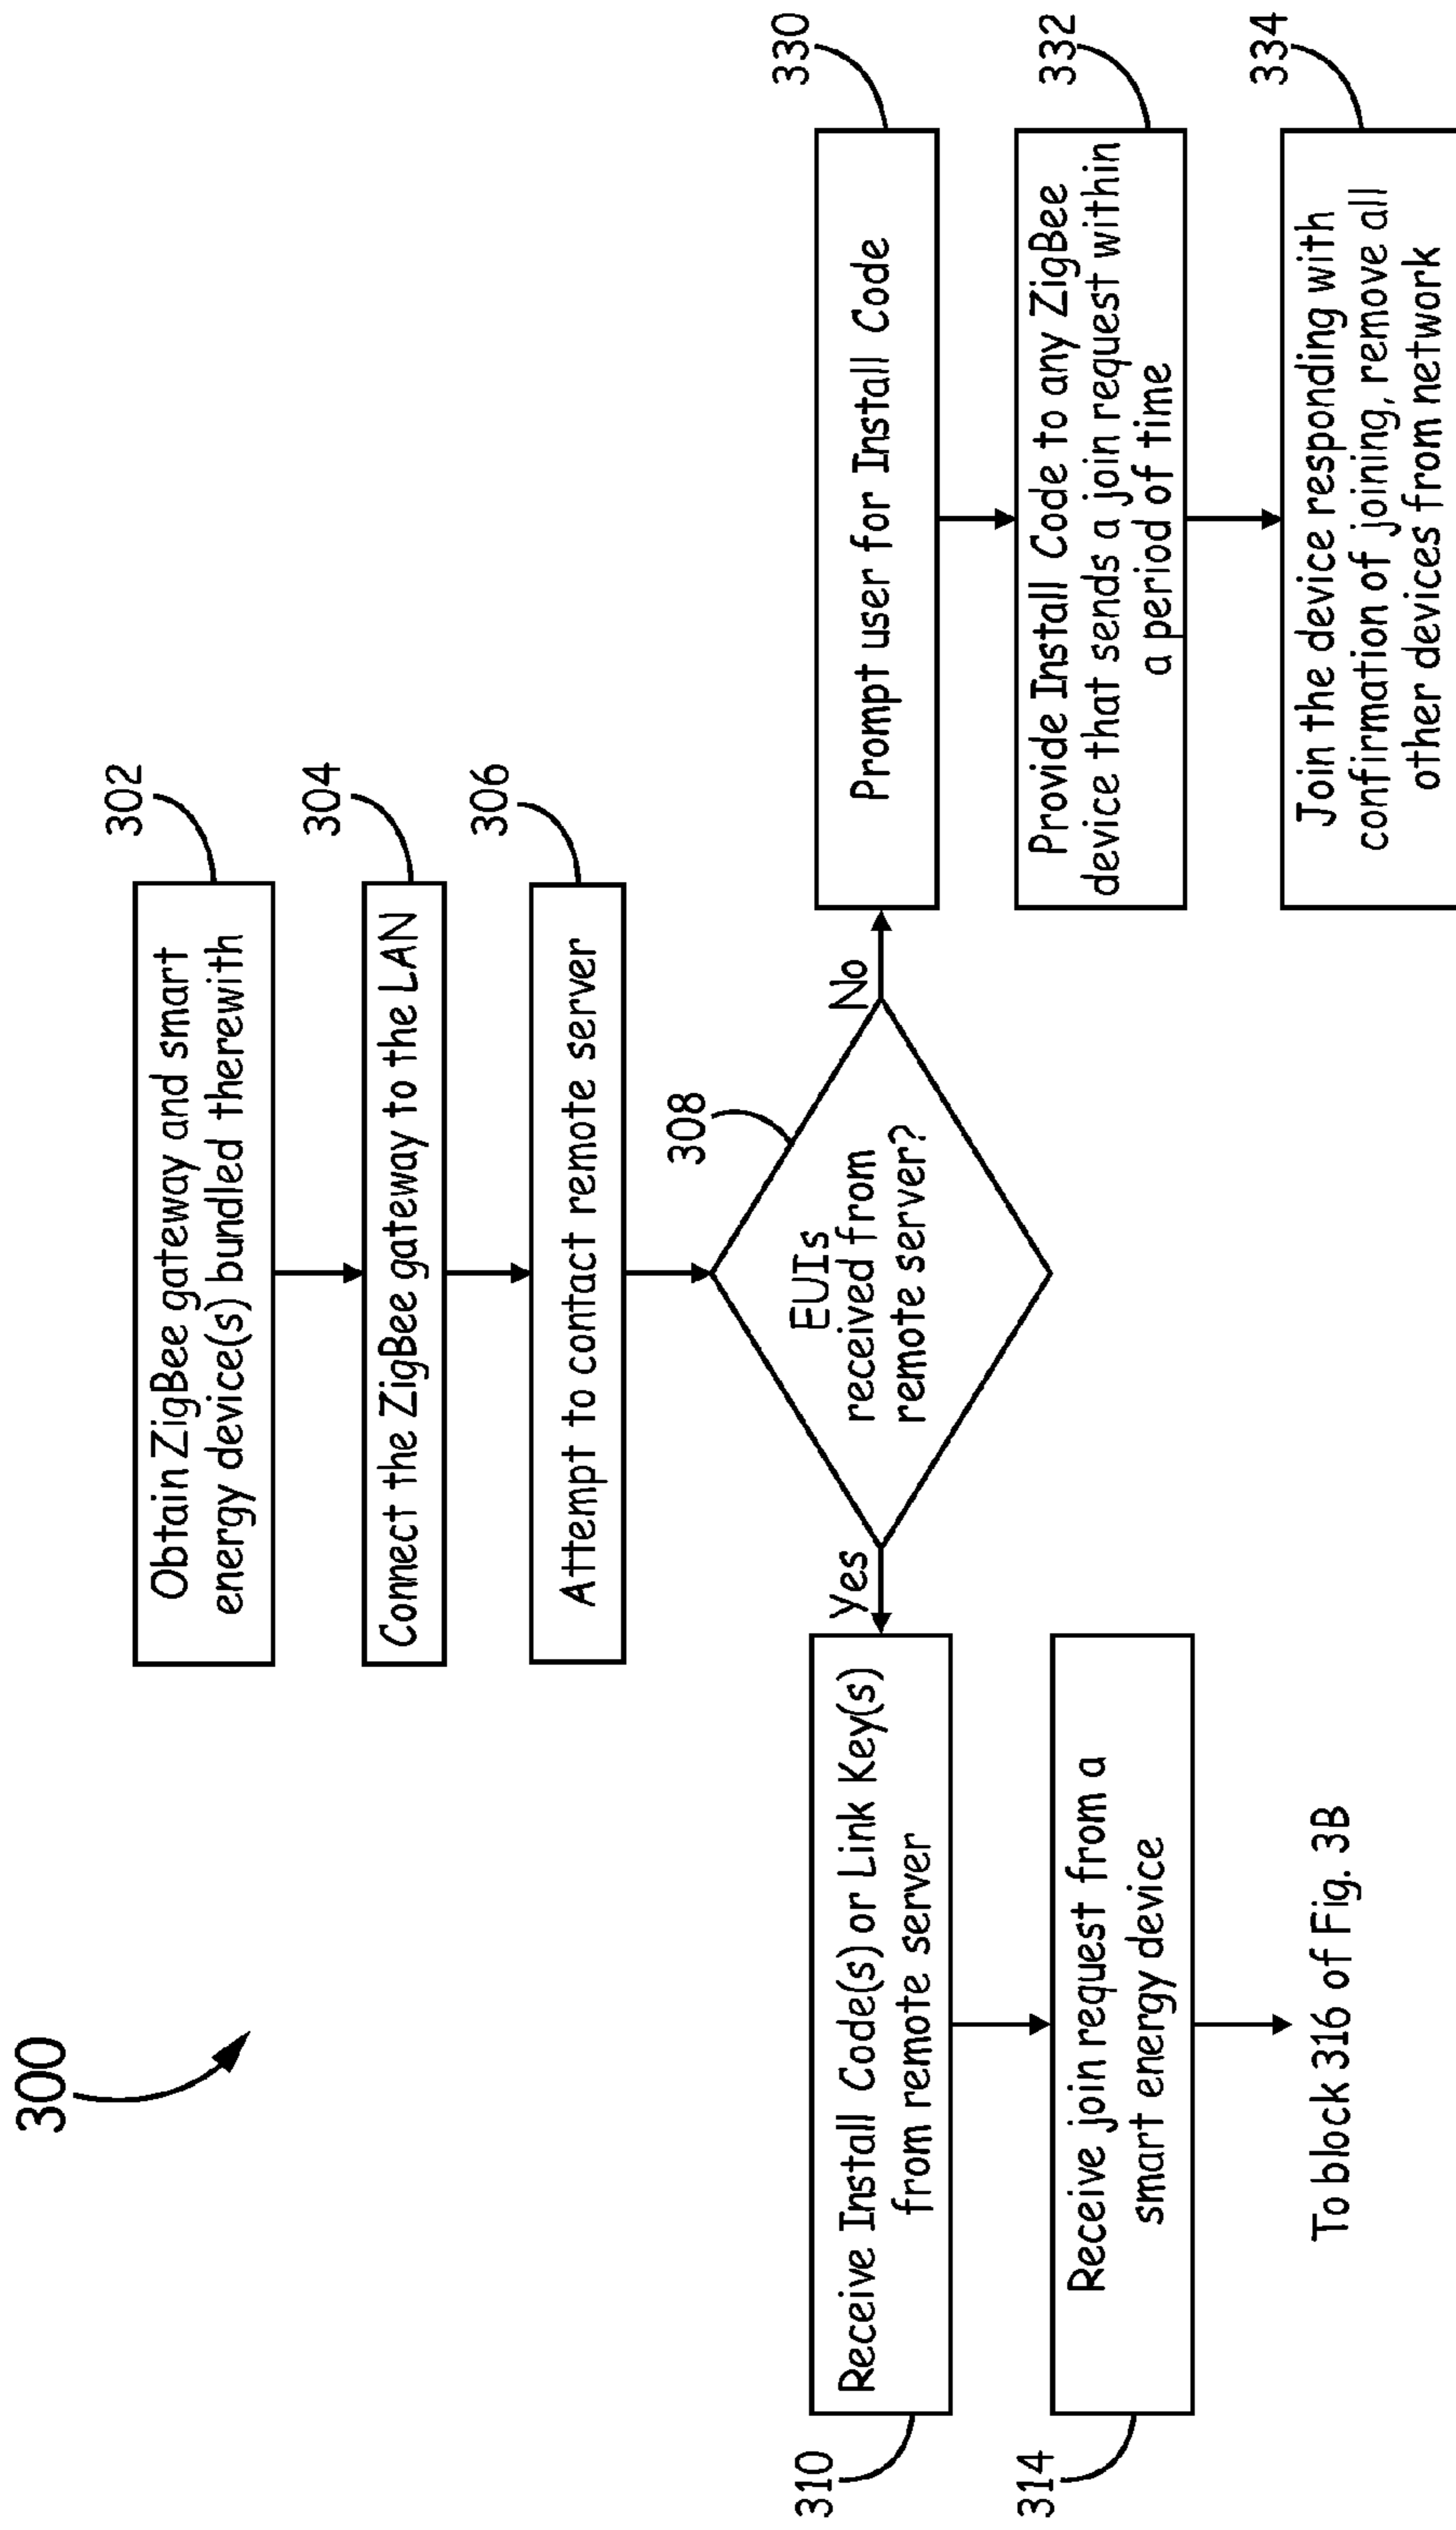 300
302
Obtain ZigBee gateway and smart
energy device(s) bundled therewith
304
Connect the ZigBee gateway to the LAN
306
Attempt to contact remote server
308
EUIs
received from
remote server?
Yes
No
310
Receive Install Code(s) or Link Key(s)
from remote server
314
Receive join request from a
smart energy device
To block 316 of Fig. 3B
330
Prompt user for Install Code
332
Provide Install Code to any ZigBee
device that sends a join request within
a period of time
334
Join the device responding with
confirmation of joining, remove all
other devices from network